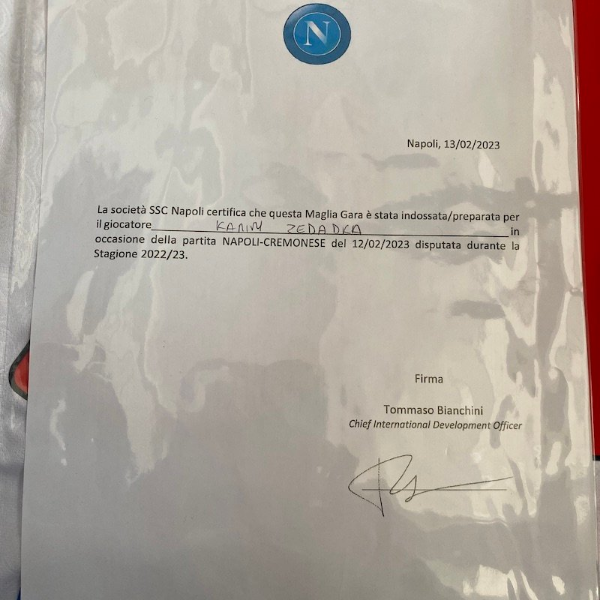 N
Napoli, 13/02/2023
La società SSC Napoli certifica che questa Maglia Gara è stata indossata/preparata per
il giocatore KARIM ZEDADKA in
occasione della partita NAPOLI-CREMONESE del 12/02/2023 disputata durante la
Stagione 2022/23.
Firma
Tommaso Bianchini
Chief International Development Officer